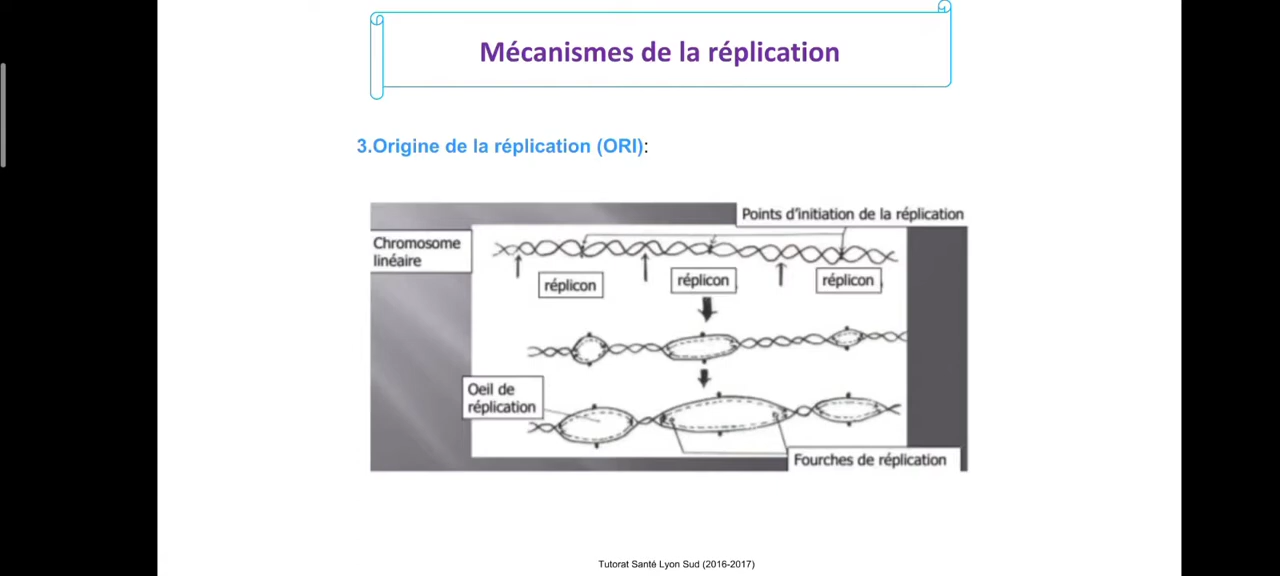 Mécanismes de la réplication
3.Origine de la réplication (ORI):
Points d'initiation de la réplication
Chromosome
linéaire
réplicon
réplicon
réplicon
Oeil de
réplication
Fourches de réplication
Tutorat Santé Lyon Sud (2016-2017)